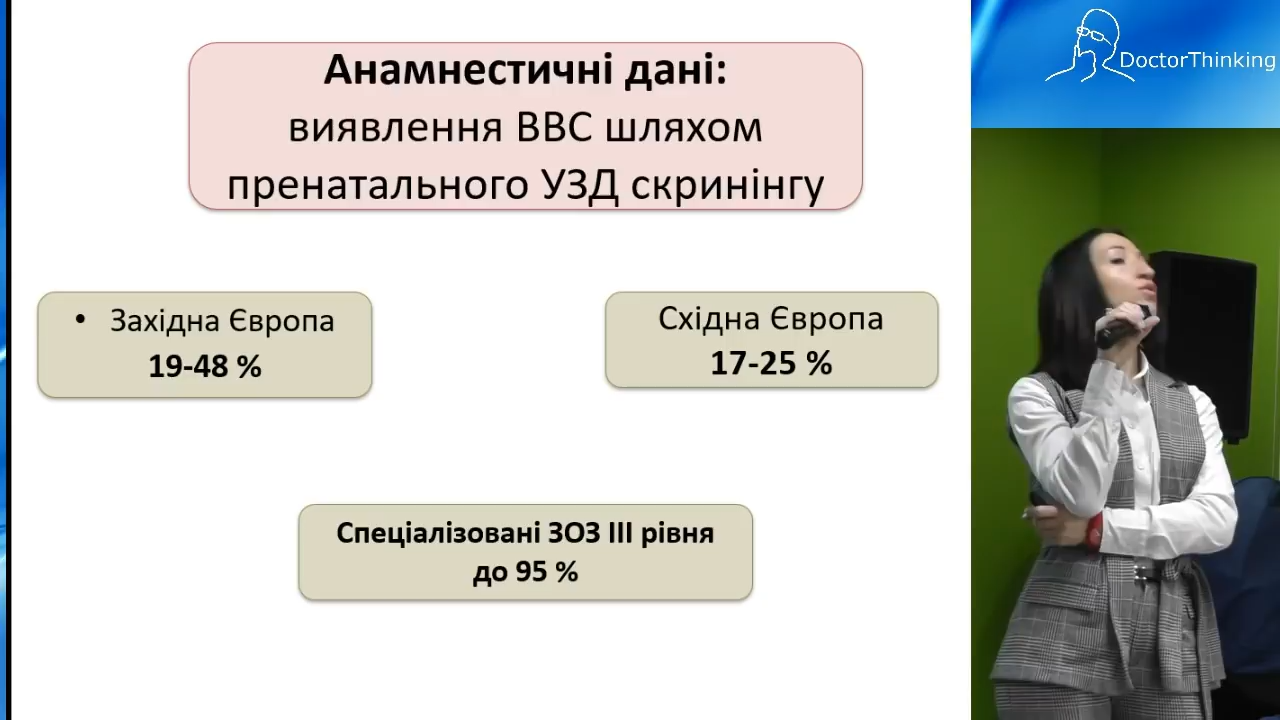 Анамнестичні дані:
виявлення ВВС шляхом
пренатального УЗД скринінгу
• Західна Європа
19-48 %
Східна Європа
17-25 %
Спеціалізовані ЗОЗ III рівня
до 95 %
DoctorThinking